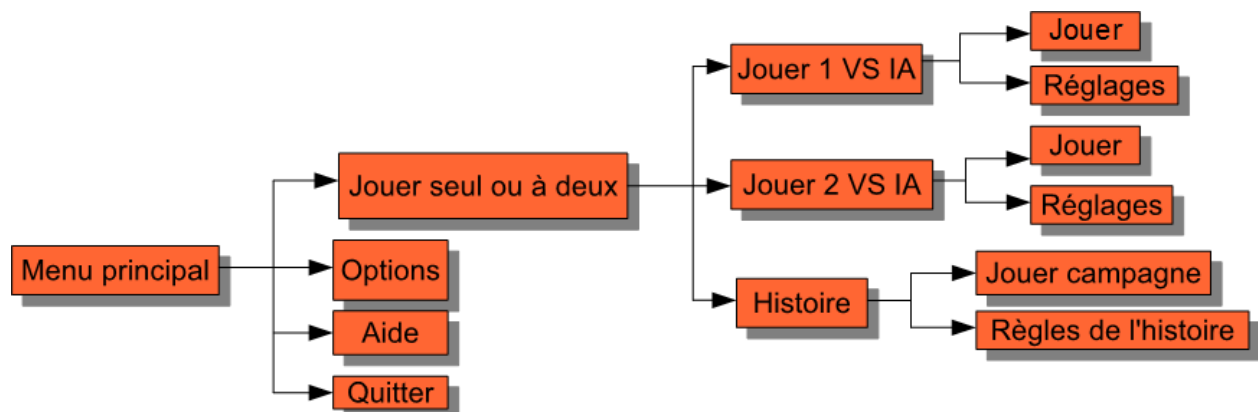 Menu principal
Jouer seul ou à deux
Options
Aide
Quitter
Jouer 1 VS IA
Jouer
Réglages
Jouer 2 VS IA
Jouer
Réglages
Histoire
Jouer campagne
Règles de l'histoire